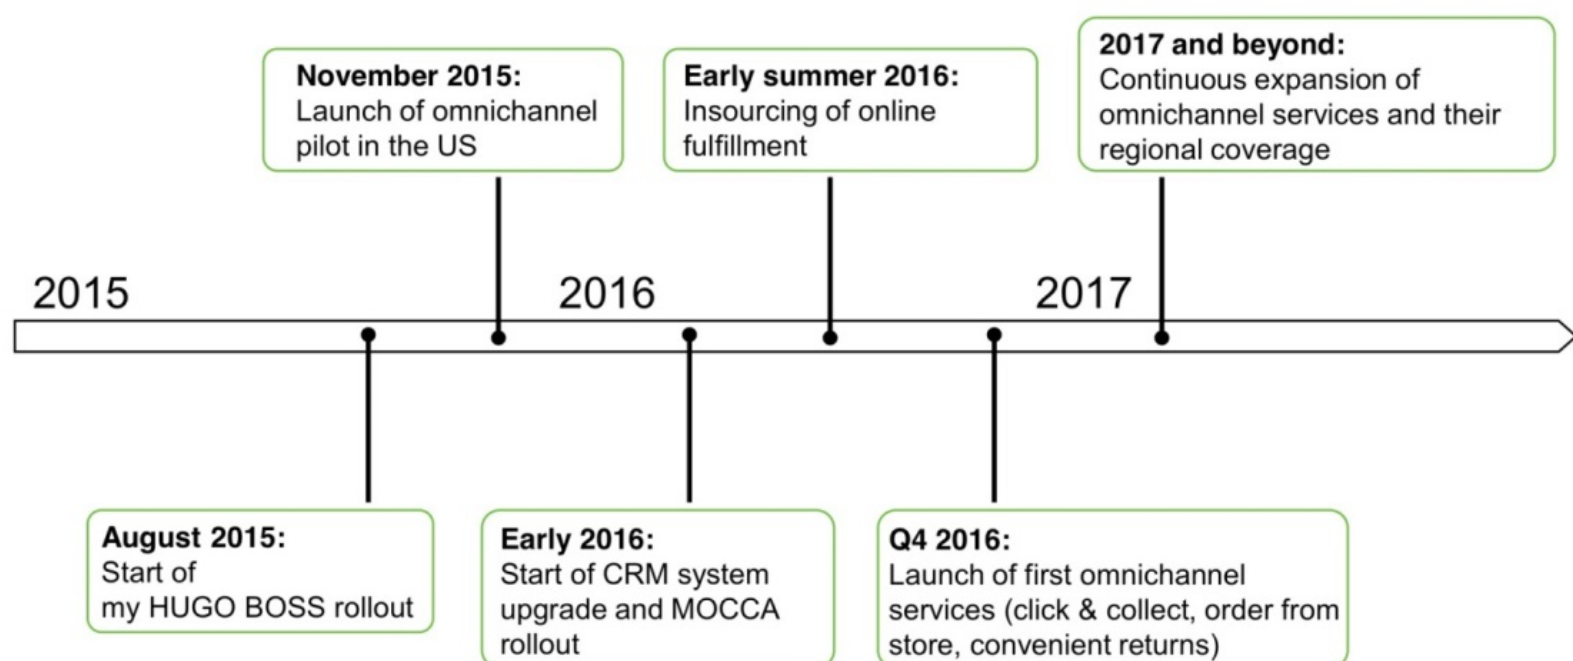 November 2015:
Launch of omnichannel
pilot in the US
Early summer 2016:
Insourcing of online
fulfillment
2017 and beyond:
Continuous expansion of
omnichannel services and their
regional coverage
2015
2016
2017
August 2015:
Start of
my HUGO BOSS rollout
Early 2016:
Start of CRM system
upgrade and MOCCA
rollout
Q4 2016:
Launch of first omnichannel
services (click & collect, order from
store, convenient returns)